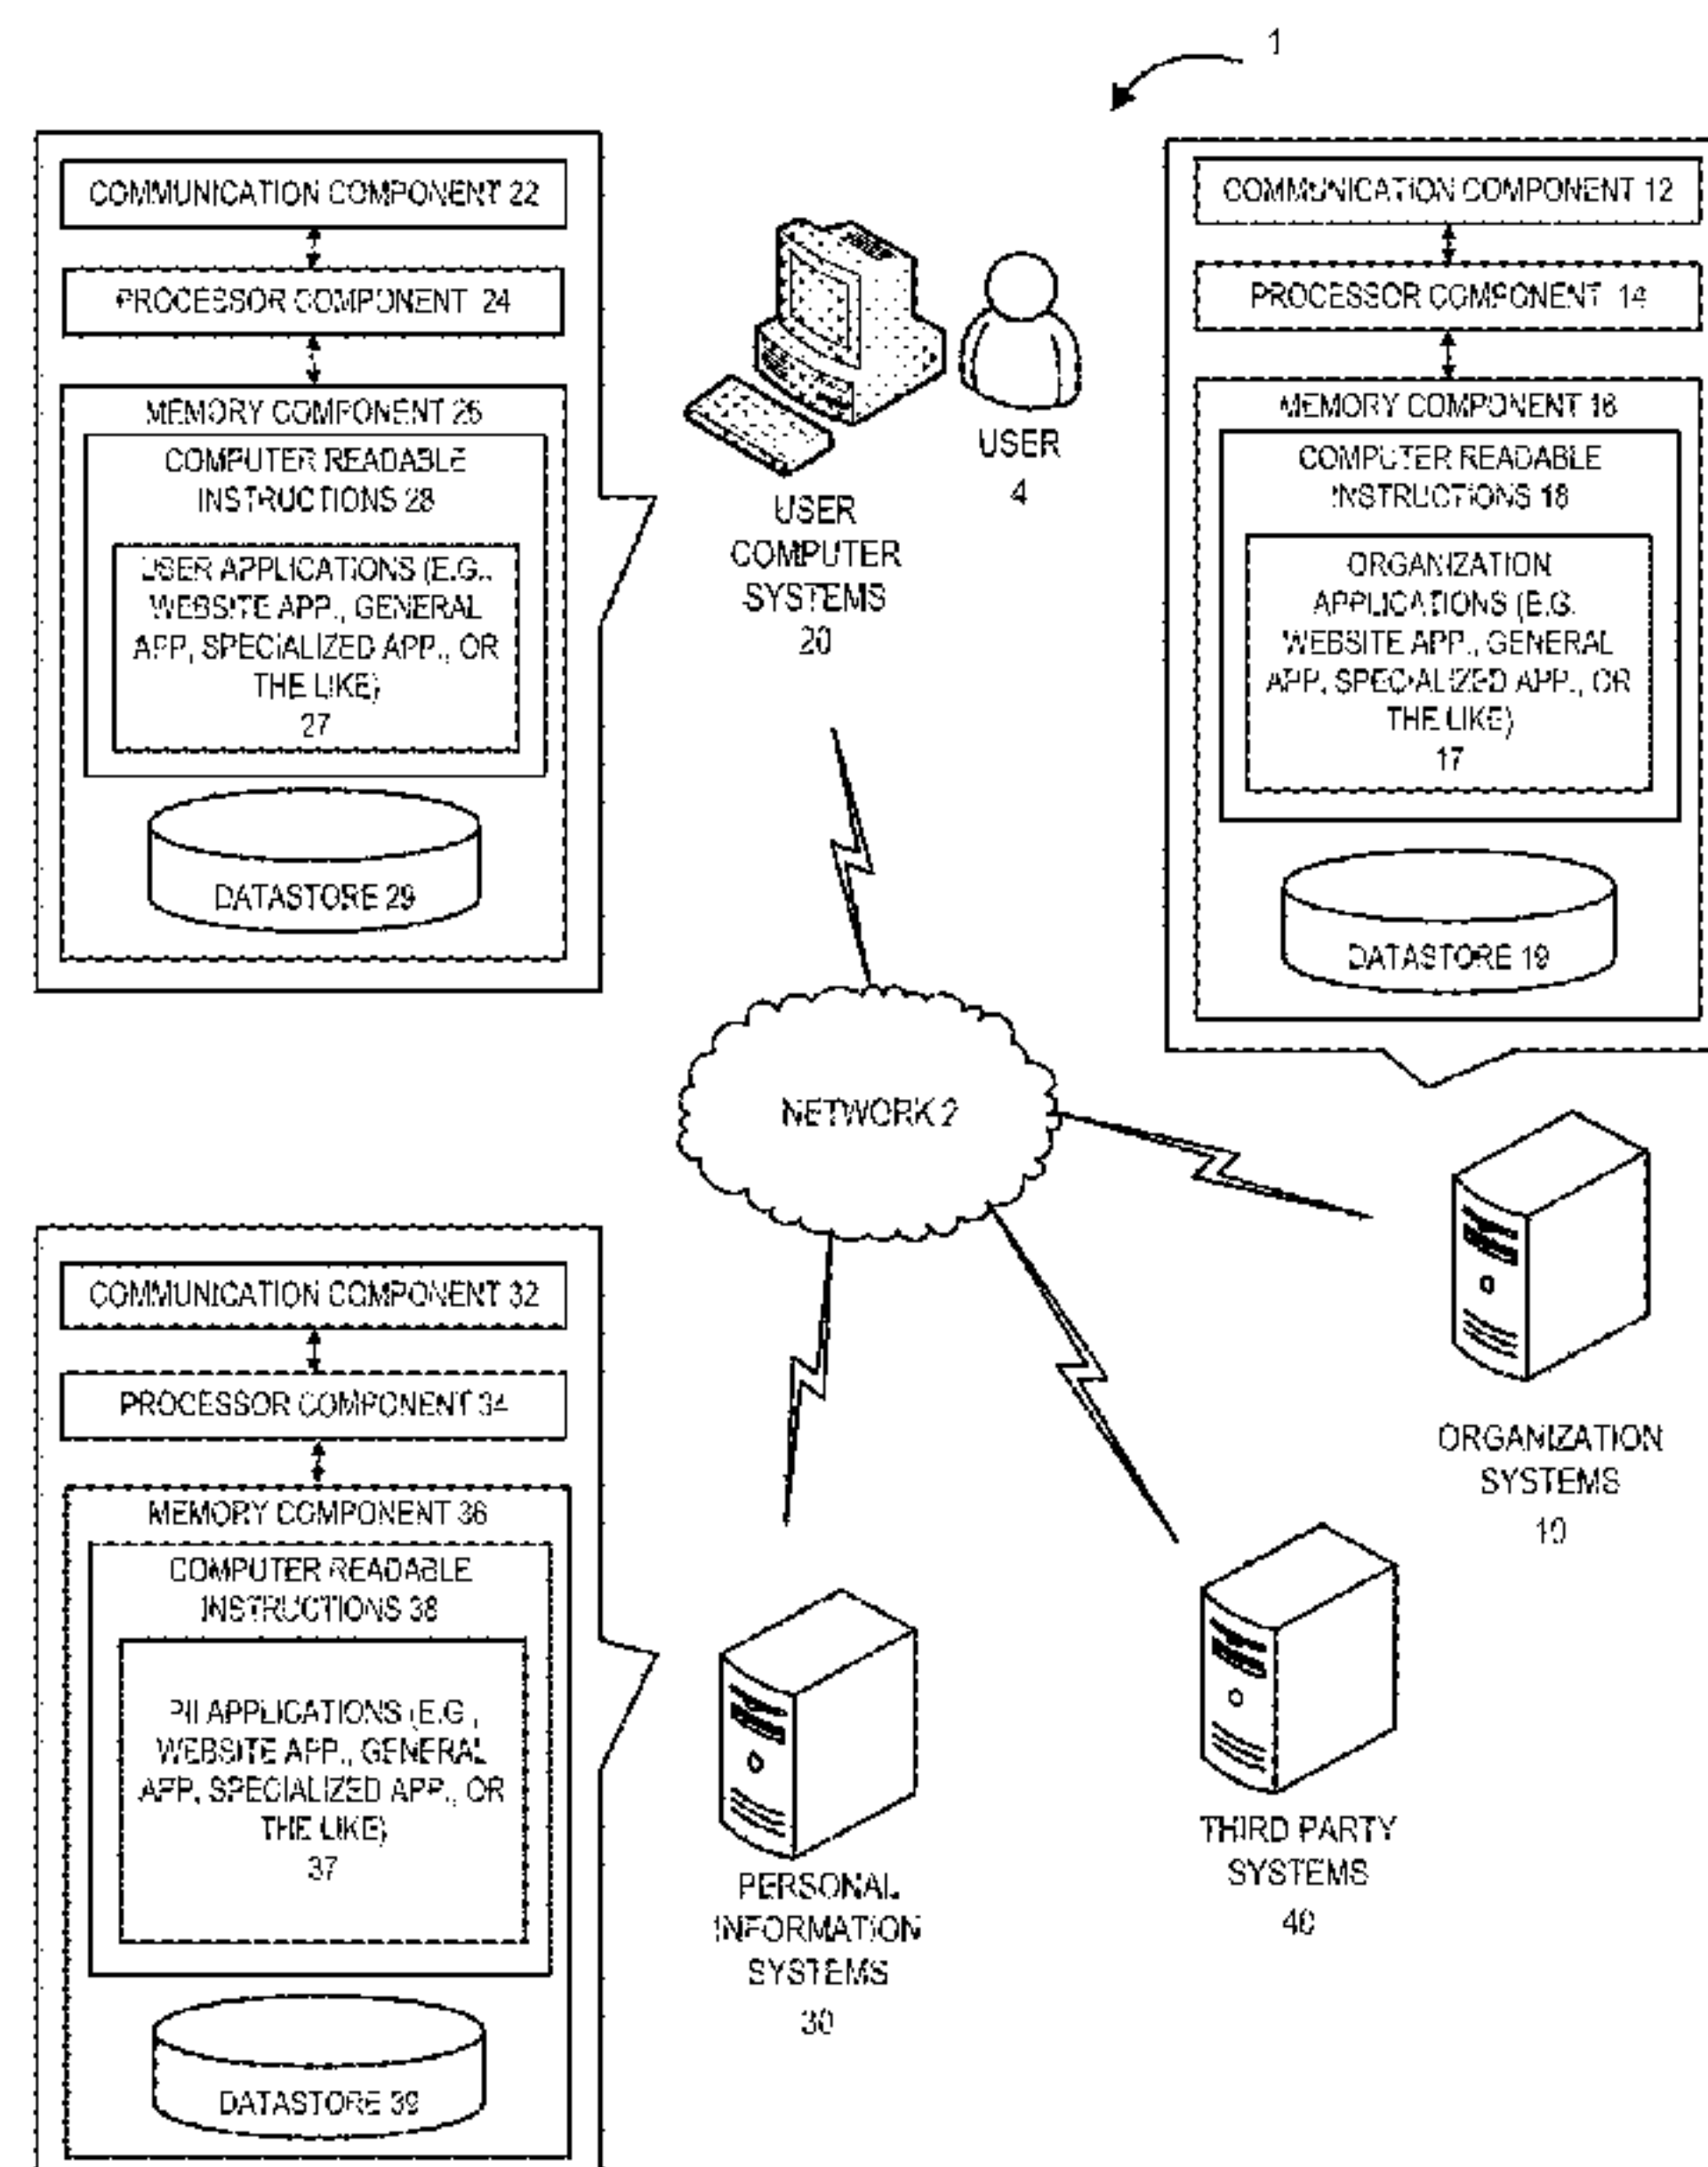 1
COMMUNICATION COMPONENT 22
PROCESSOR COMPONENT 24
MEMORY COMPONENT 26
COMPUTER READABLE
INSTRUCTIONS 28
USER APPLICATIONS (E.G.,
WEBSITE APP., GENERAL
APP, SPECIALIZED APP., OR
THE LIKE)
27
DATASTORE 29
USER
4
USER
COMPUTER
SYSTEMS
20
COMMUNICATION COMPONENT 12
PROCESSOR COMPONENT 14
MEMORY COMPONENT 16
COMPUTER READABLE
INSTRUCTIONS 18
ORGANIZATION
APPLICATIONS (E.G.
WEBSITE APP., GENERAL
APP, SPECIALIZED APP., OR
THE LIKE)
17
DATASTORE 19
NETWORK 2
COMMUNICATION COMPONENT 32
PROCESSOR COMPONENT 34
MEMORY COMPONENT 36
COMPUTER READABLE
INSTRUCTIONS 38
PII APPLICATIONS (E.G.,
WEBSITE APP., GENERAL
APP, SPECIALIZED APP., OR
THE LIKE)
37
DATASTORE 39
PERSONAL
INFORMATION
SYSTEMS
30
THIRD PARTY
SYSTEMS
40
ORGANIZATION
SYSTEMS
10